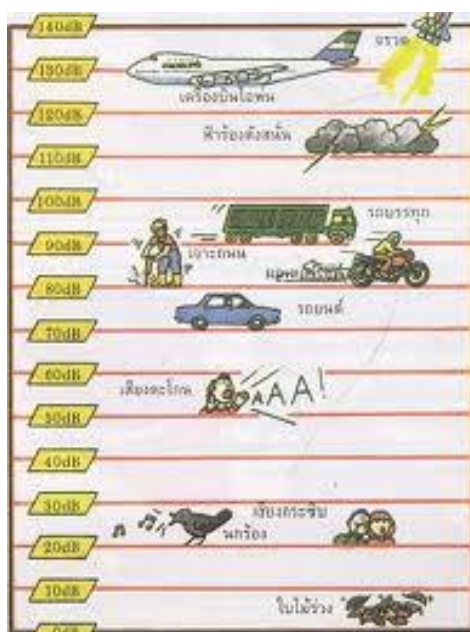 140dB
จรวด
130dB
เครื่องบินไอพ่น
120dB
ฟ้าร้องดังสนั่น
110dB
100dB
รถบรรทุก
90dB
เจาะถนน
80dB
รถยนต์
70dB
60dB
เสียงตะโกน
AAA!
50dB
40dB
30dB
เสียงกระซิบ
นกร้อง
20dB
10dB
ใบไม้ร่วง
0dB